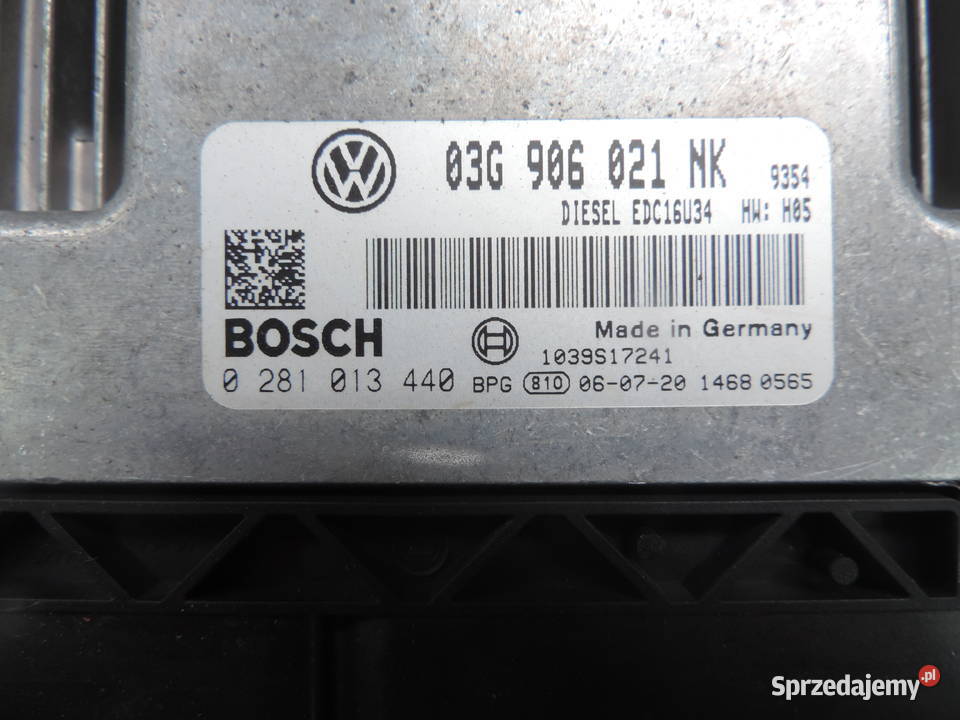 03G 906 021 NK 9354
DIESEL EDC16U34 HW: H05
BOSCH
Made in Germany
1039S17241
0 281 013 440 BPG 810 06-07-20 1468 0565
Sprzedajemy.pl